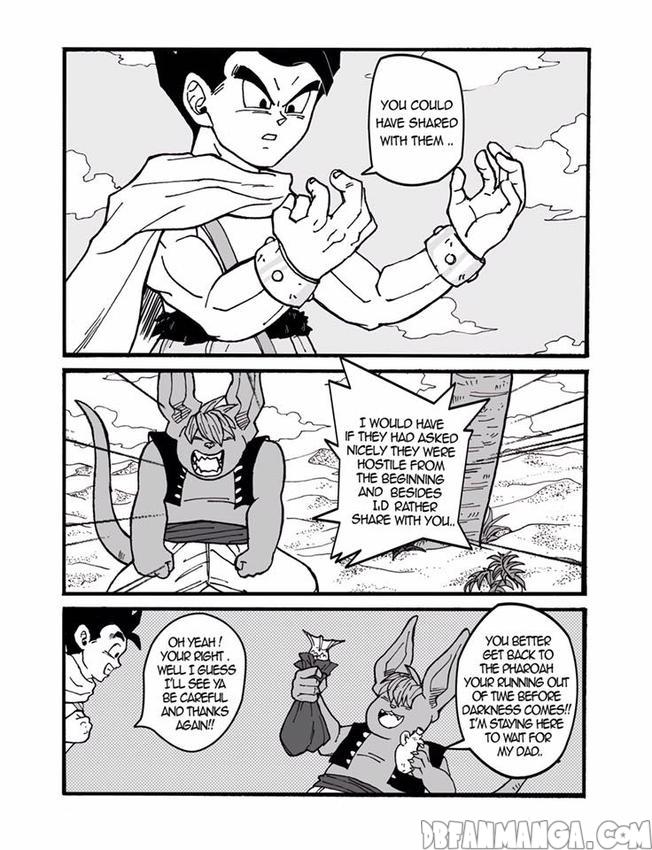 YOU COULD
HAVE SHARED
WITH THEM ..
I WOULD HAVE
IF THEY HAD ASKED
NICELY THEY WERE
HOSTILE FROM
THE BEGINNING
AND BESIDES
I,D RATHER
SHARE WITH YOU..
OH YEAH !
YOUR RIGHT .
WELL I GUESS
I'LL SEE YA
BE CAREFUL
AND THANKS
AGAIN!!
YOU BETTER
GET BACK TO
THE PHAROAH
YOUR RUNNING OUT
OF TIME BEFORE
DARKNESS COMES!!
I'M STAYING HERE
TO WAIT FOR
MY DAD..
DBFANMANGA.COM